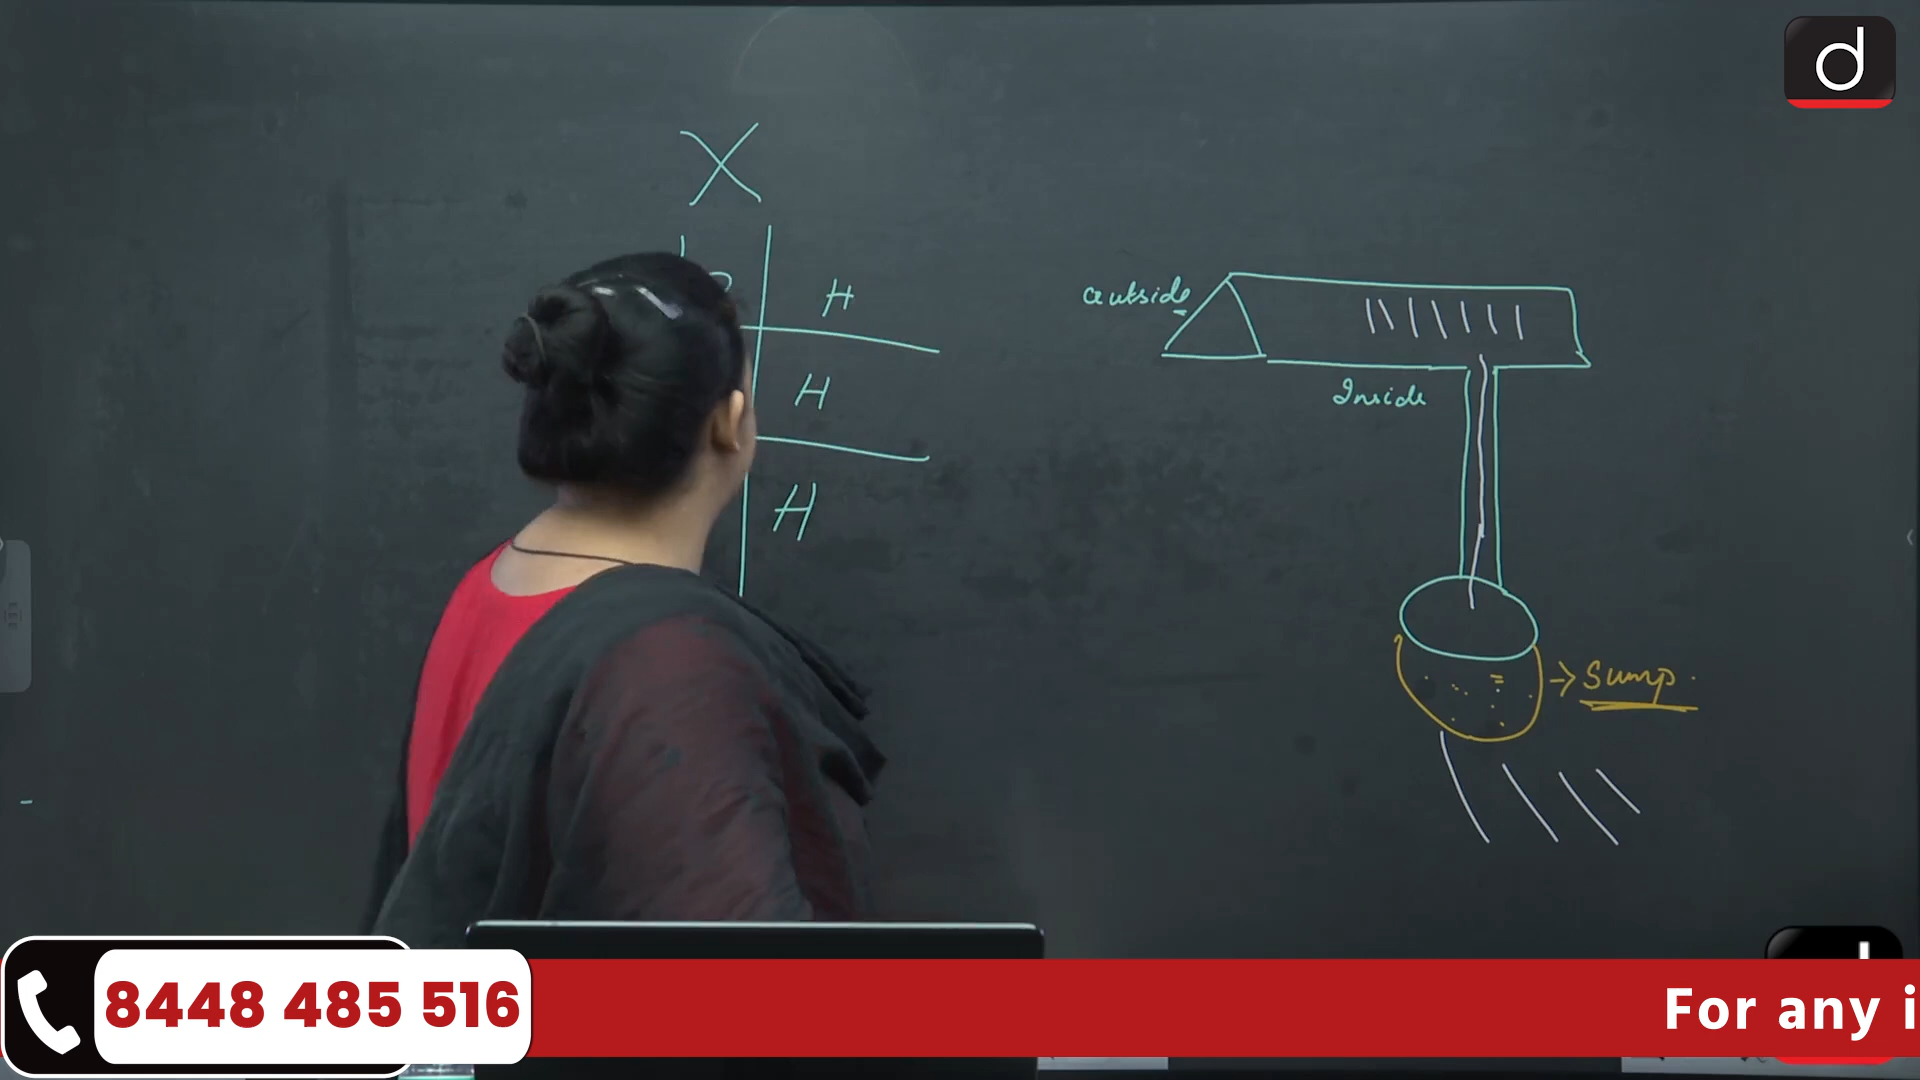 d
X
H
outside
H
Inside
H
→ Sump.
8448 485 516
For any i